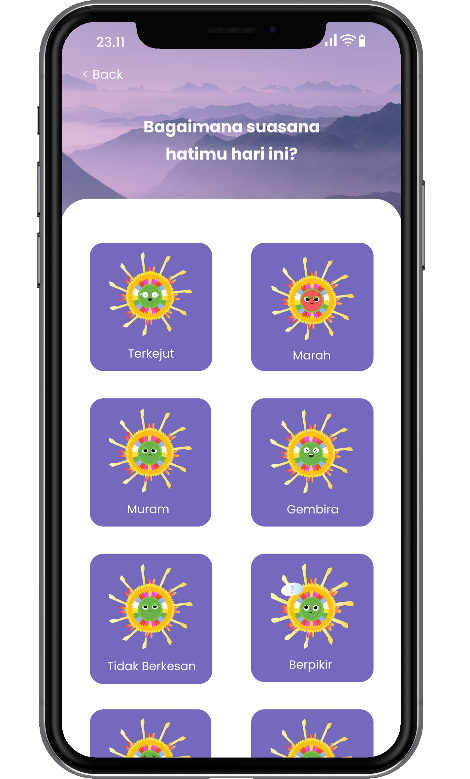 23.11
< Back
Bagaimana suasana
hatimu hari ini?
Terkejut
Marah
Muram
Gembira
?
Tidak Berkesan
Berpikir